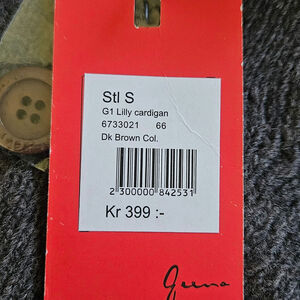 Stl S
G1 Lilly cardigan
6733021 66
Dk Brown Col.
2 300000 842531
Kr 399 :-